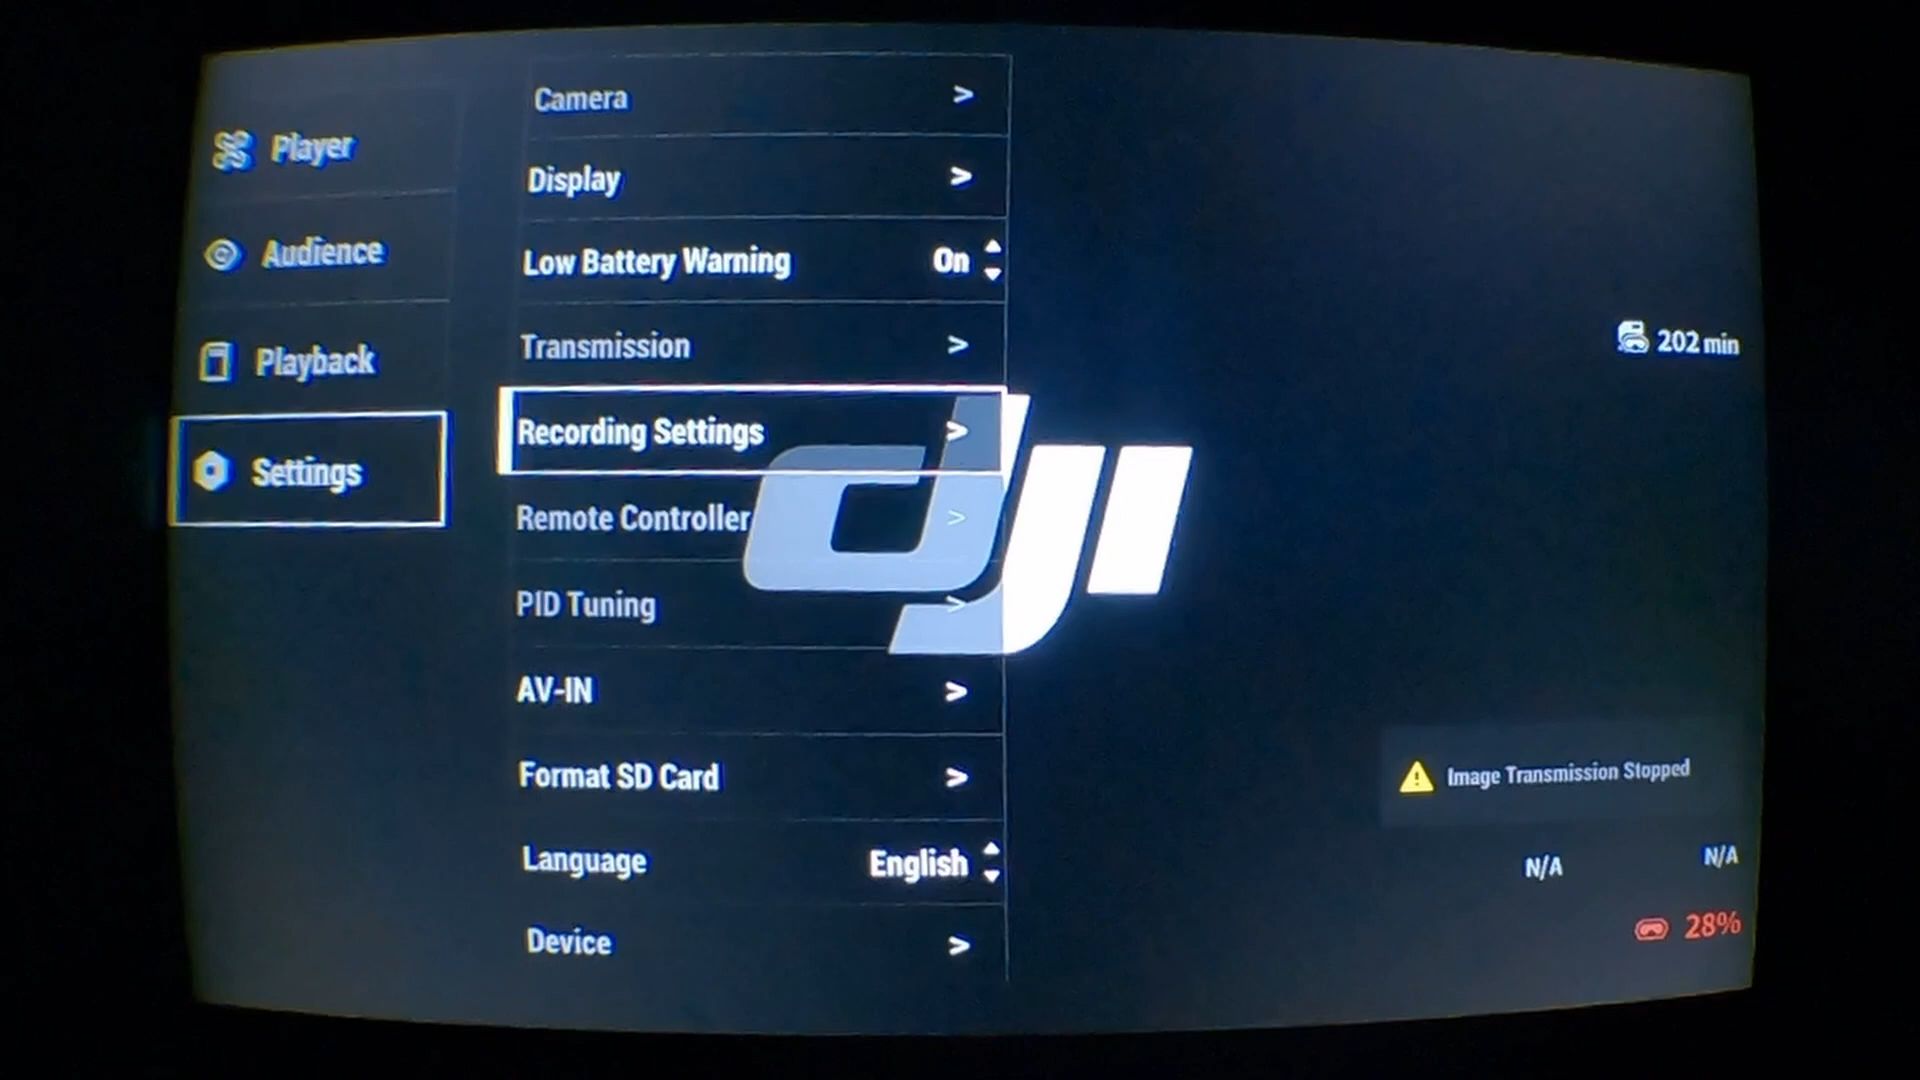 Player
Audience
Playback
Settings
Camera >
Display >
Low Battery Warning On
Transmission >
Recording Settings >
Remote Controller >
PID Tuning >
AV-IN >
Format SD Card >
Language English
Device >
dji
202 min
Image Transmission Stopped
N/A N/A
28%